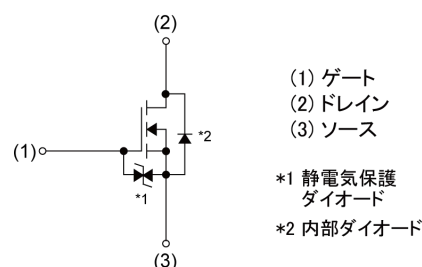 (2)
(1)
*2
*1
(3)
(1) ゲート
(2) ドレイン
(3) ソース
*1 静電気保護
ダイオード
*2 内部ダイオード